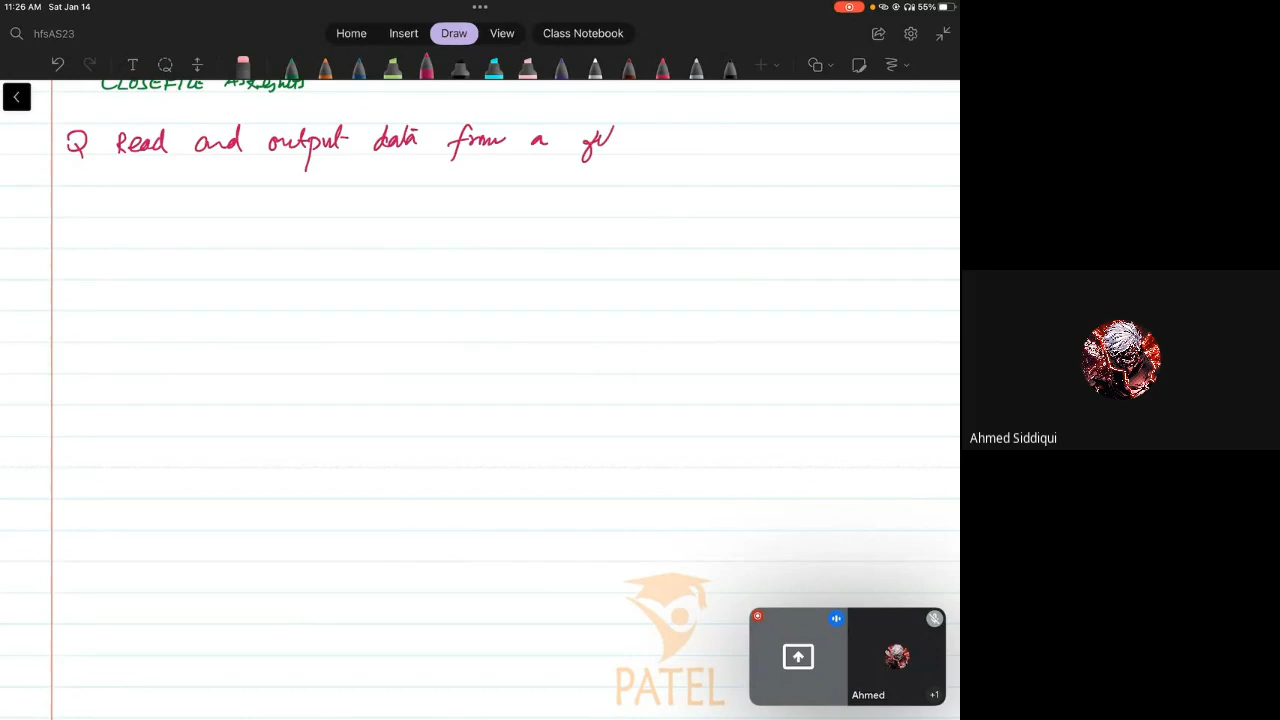 11:26 AM Sat Jan 14
55%
hfsAS23
Home Insert Draw View Class Notebook
CLOSEFILE
Q Read and output data from a
Ahmed Siddiqui
PATEL
Ahmed +1